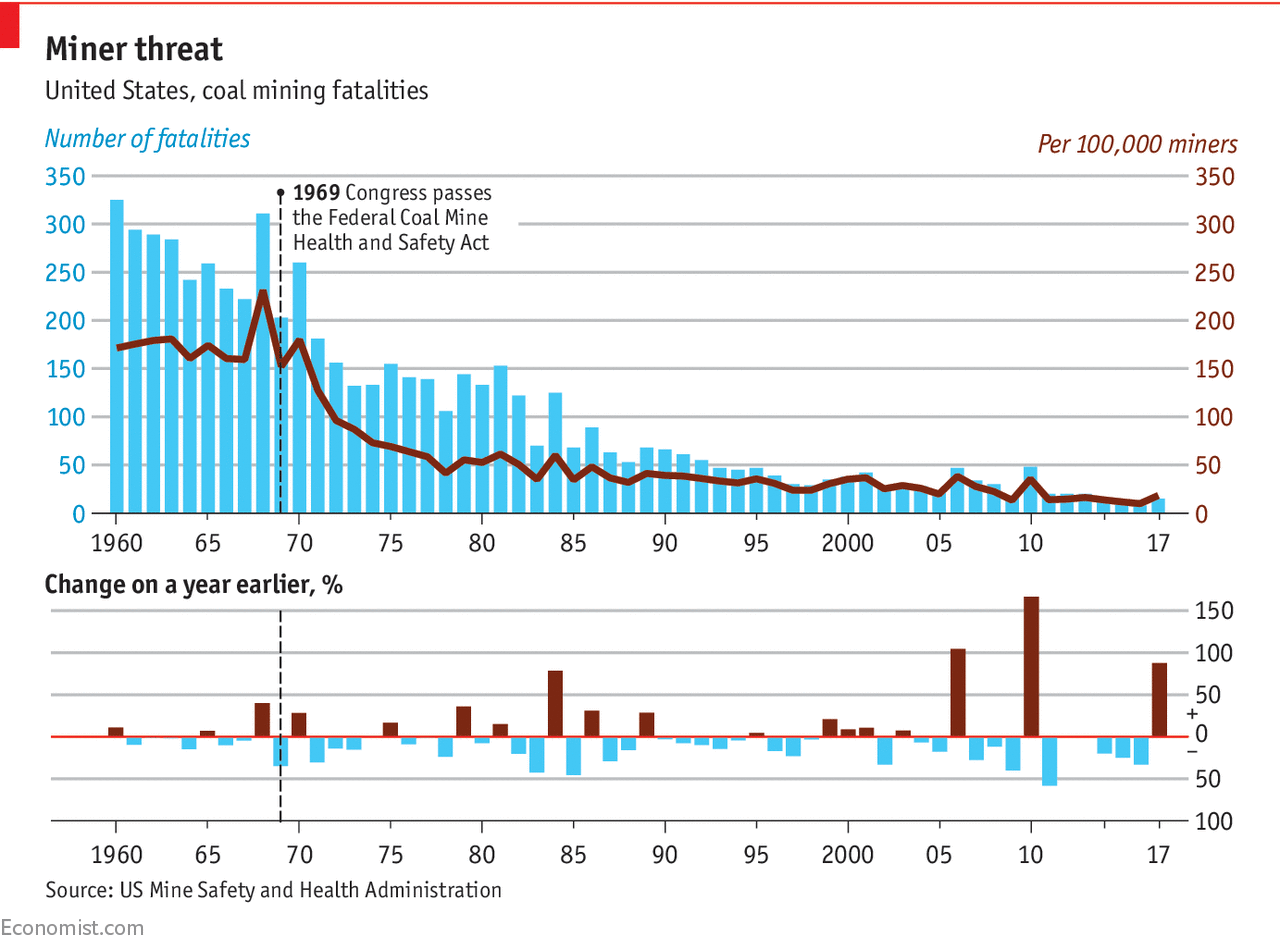 Miner threat
United States, coal mining fatalities
Number of fatalities
Per 100,000 miners
350
300
250
200
150
100
50
0
1969 Congress passes
the Federal Coal Mine
Health and Safety Act
350
300
250
200
150
100
50
0
1960 65 70 75 80 85 90 95 2000 05 10 17
Change on a year earlier, %
150
100
50
+
0
–
50
100
1960 65 70 75 80 85 90 95 2000 05 10 17
Source: US Mine Safety and Health Administration
Economist.com